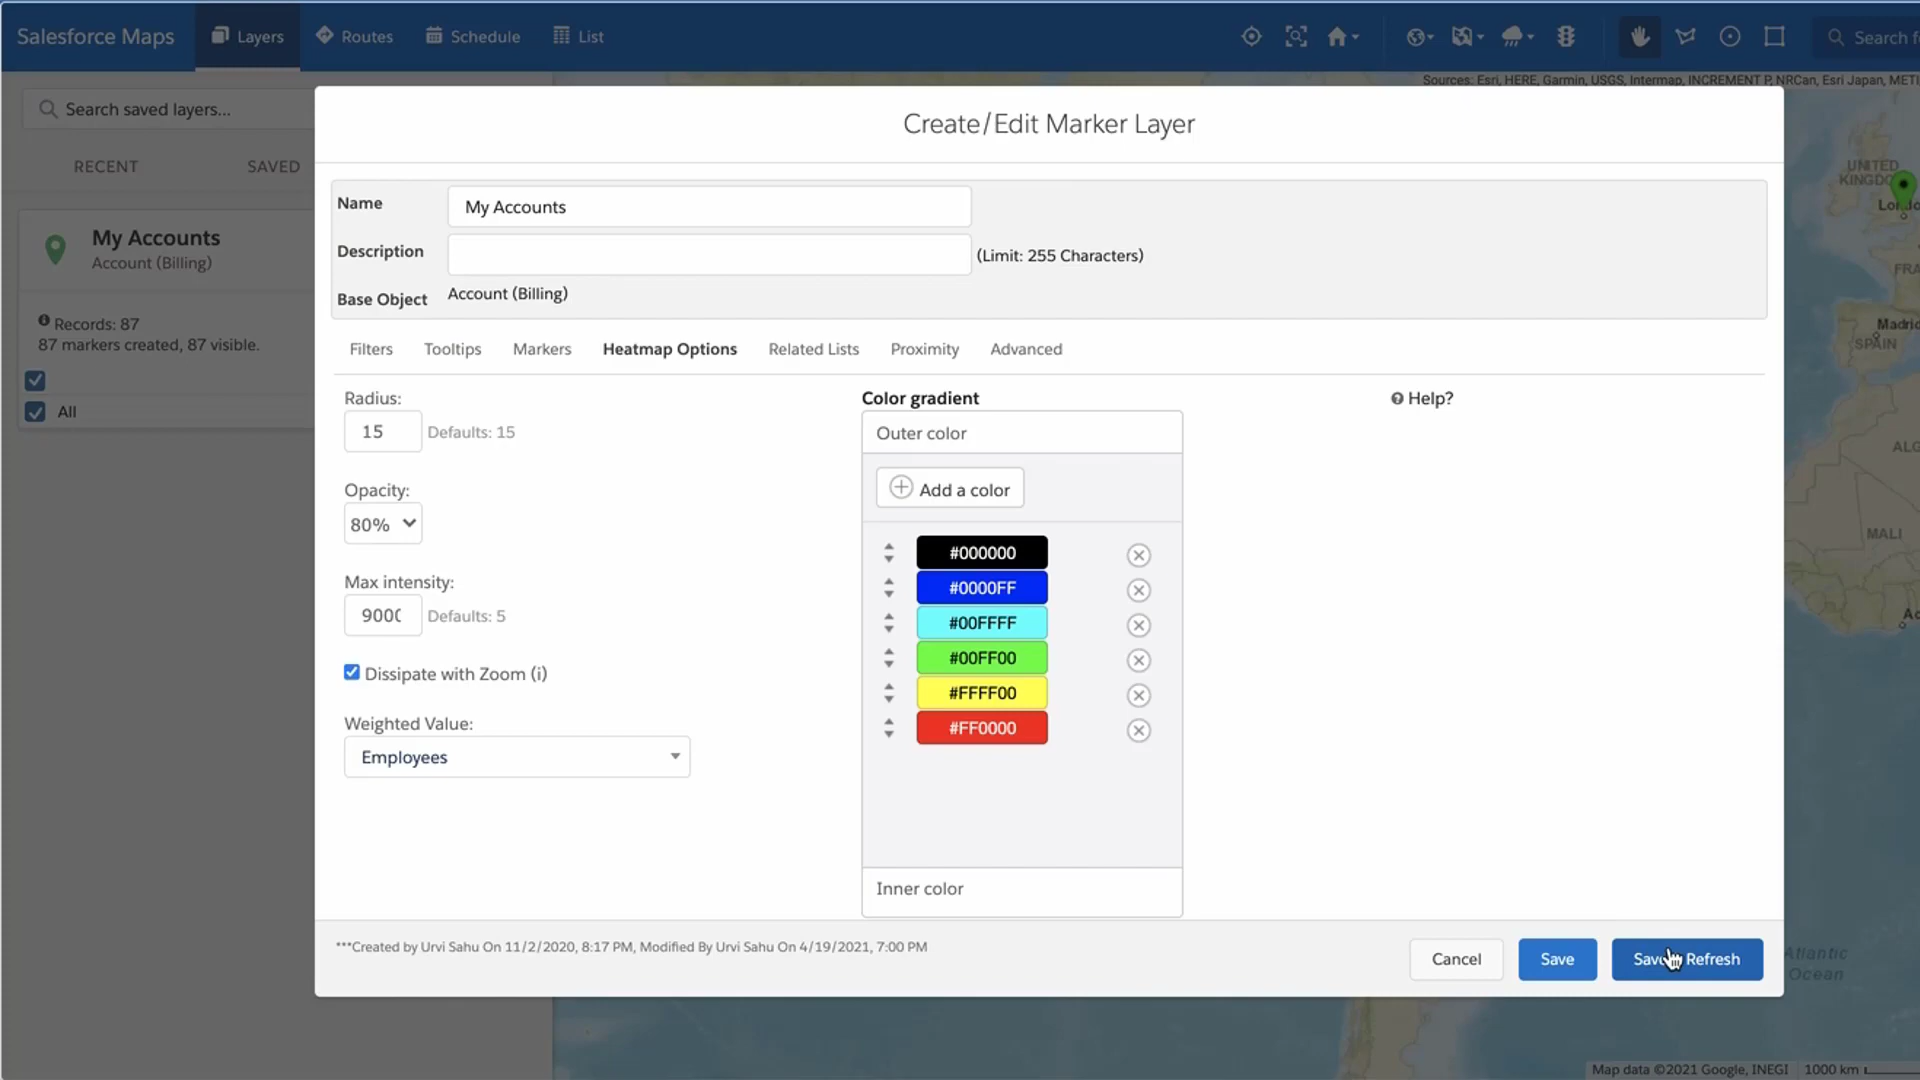 Salesforce Maps
Layers
Routes
Schedule
List
Search f
Sources: Esri, HERE, Garmin, USGS, Intermap, INCREMENT P, NRCan, Esri Japan, METI
Search saved layers...
RECENT
SAVED
My Accounts
Account (Billing)
Records: 87
87 markers created, 87 visible.
All
Create/Edit Marker Layer
Name
My Accounts
Description
(Limit: 255 Characters)
Base Object
Account (Billing)
Filters
Tooltips
Markers
Heatmap Options
Related Lists
Proximity
Advanced
Radius:
15
Defaults: 15
Opacity:
80%
Max intensity:
9000
Defaults: 5
Dissipate with Zoom (i)
Weighted Value:
Employees
Color gradient
Outer color
Add a color
#000000
#0000FF
#00FFFF
#00FF00
#FFFF00
#FF0000
Inner color
Help?
***Created by Urvi Sahu On 11/2/2020, 8:17 PM, Modified By Urvi Sahu On 4/19/2021, 7:00 PM
Cancel
Save
Refresh
UNITED
KINGDO
FRA
Madrid
SPAIN
ALG
MALI
Atlantic
Ocean
Map data ©2021 Google, INEGI
1000 km